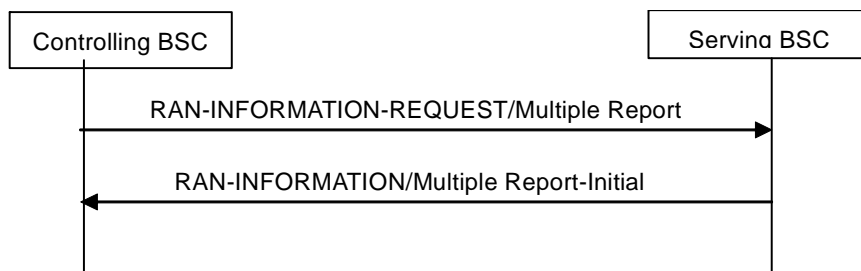 Controlling BSC
Serving BSC
RAN-INFORMATION-REQUEST/Multiple Report
RAN-INFORMATION/Multiple Report-Initial